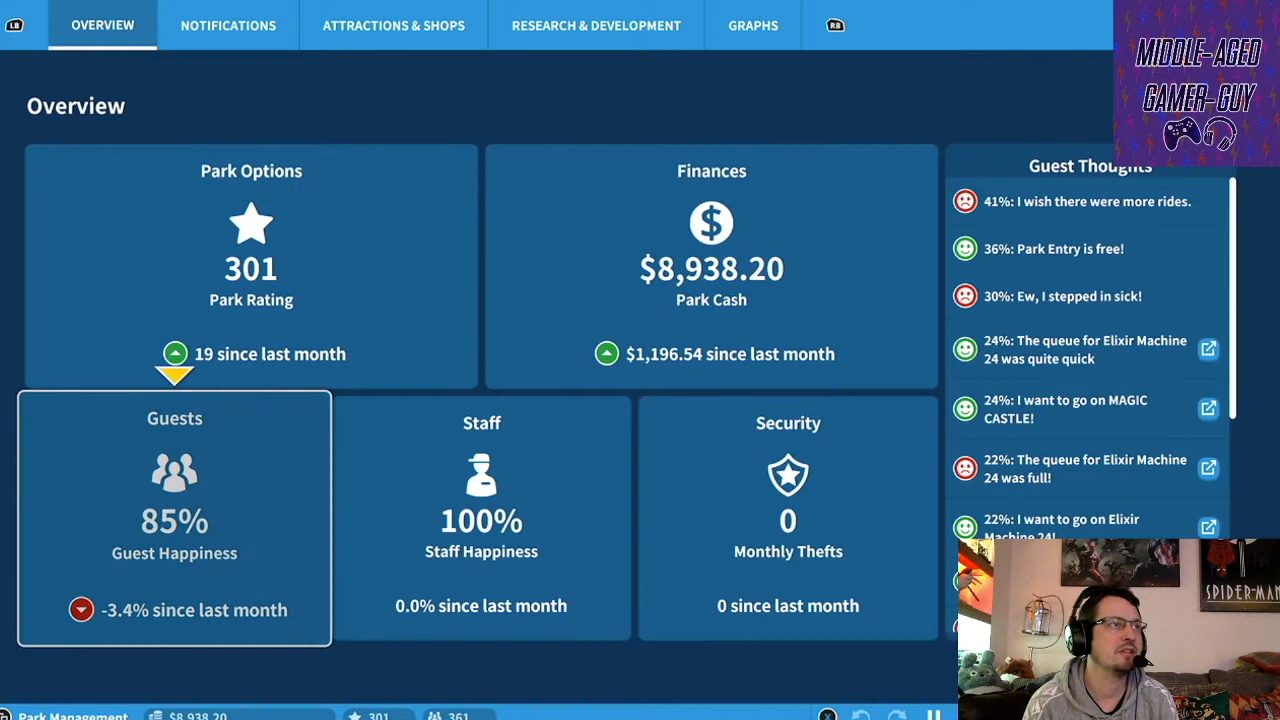 LB
OVERVIEW
NOTIFICATIONS
ATTRACTIONS & SHOPS
RESEARCH & DEVELOPMENT
GRAPHS
RB
MIDDLE-AGED
GAMER-GUY
Overview
Park Options
301
Park Rating
19 since last month
Finances
$
$8,938.20
Park Cash
$1,196.54 since last month
Guests
85%
Guest Happiness
-3.4% since last month
Staff
100%
Staff Happiness
0.0% since last month
Security
0
Monthly Thefts
0 since last month
Guest Thoughts
41%: I wish there were more rides.
36%: Park Entry is free!
30%: Ew, I stepped in sick!
24%: The queue for Elixir Machine
24 was quite quick
24%: I want to go on MAGIC
CASTLE!
22%: The queue for Elixir Machine
24 was full!
22%: I want to go on Elixir
Machine 24!
SPIDER-MAN
Park Management
$8,938.20
301
361
X